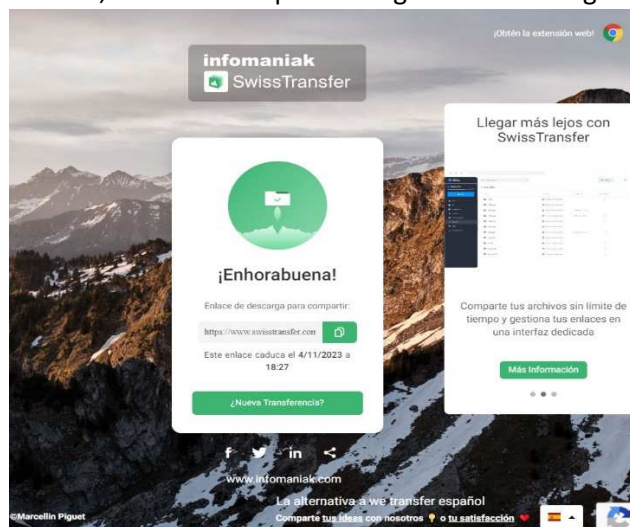 ¡Obtén la extensión web!
infomaniak
SwissTransfer
Llegar más lejos con
SwissTransfer
¡Enhorabuena!
Enlace de descarga para compartir:
https://www.swisstransfer.com
Este enlace caduca el 4/11/2023 a
18:27
¿Nueva Transferencia?
Comparte tus archivos sin límite de
tiempo y gestiona tus enlaces en
una interfaz dedicada
Más Información
www.infomaniak.com
La alternativa a we transfer español
©Marcellin Piguet
Comparte tus ideas con nosotros o tu satisfacción